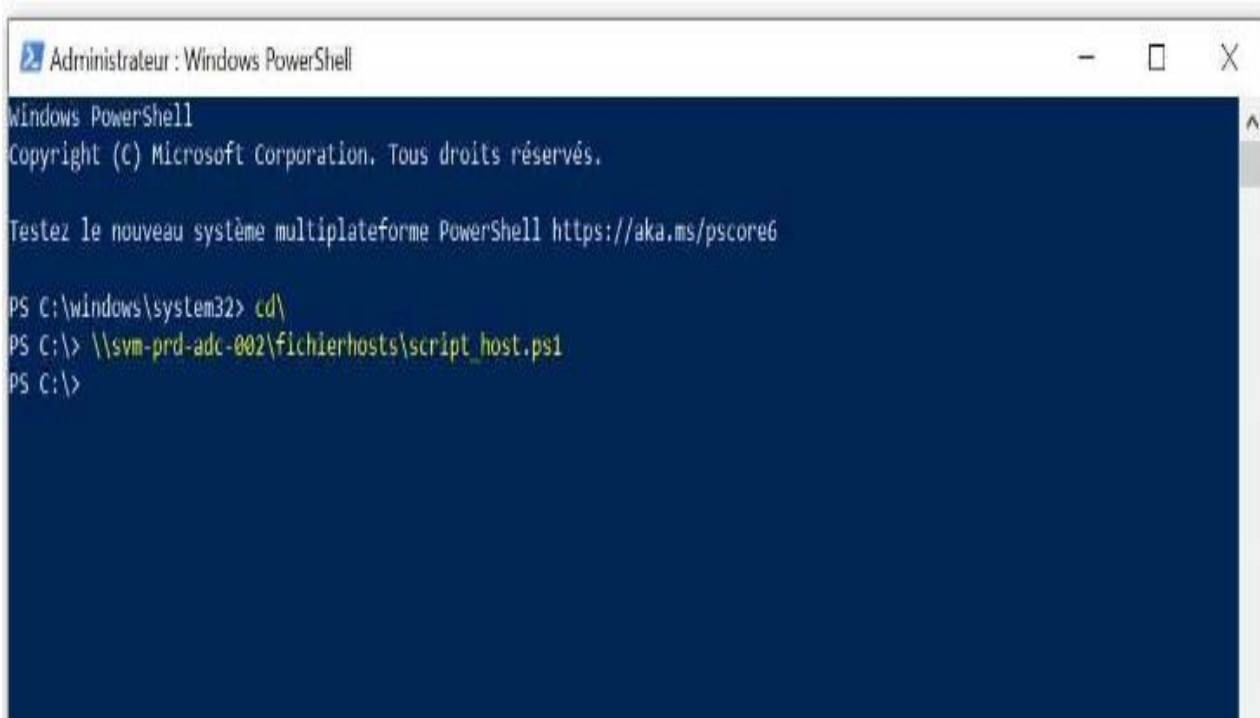 Administrateur : Windows PowerShell
Windows PowerShell
Copyright (C) Microsoft Corporation. Tous droits réservés.
Testez le nouveau système multiplateforme PowerShell https://aka.ms/pscore6
PS C:\windows\system32> cd\
PS C:\> \\svm-prd-adc-002\fichierhosts\script_host.ps1
PS C:\>